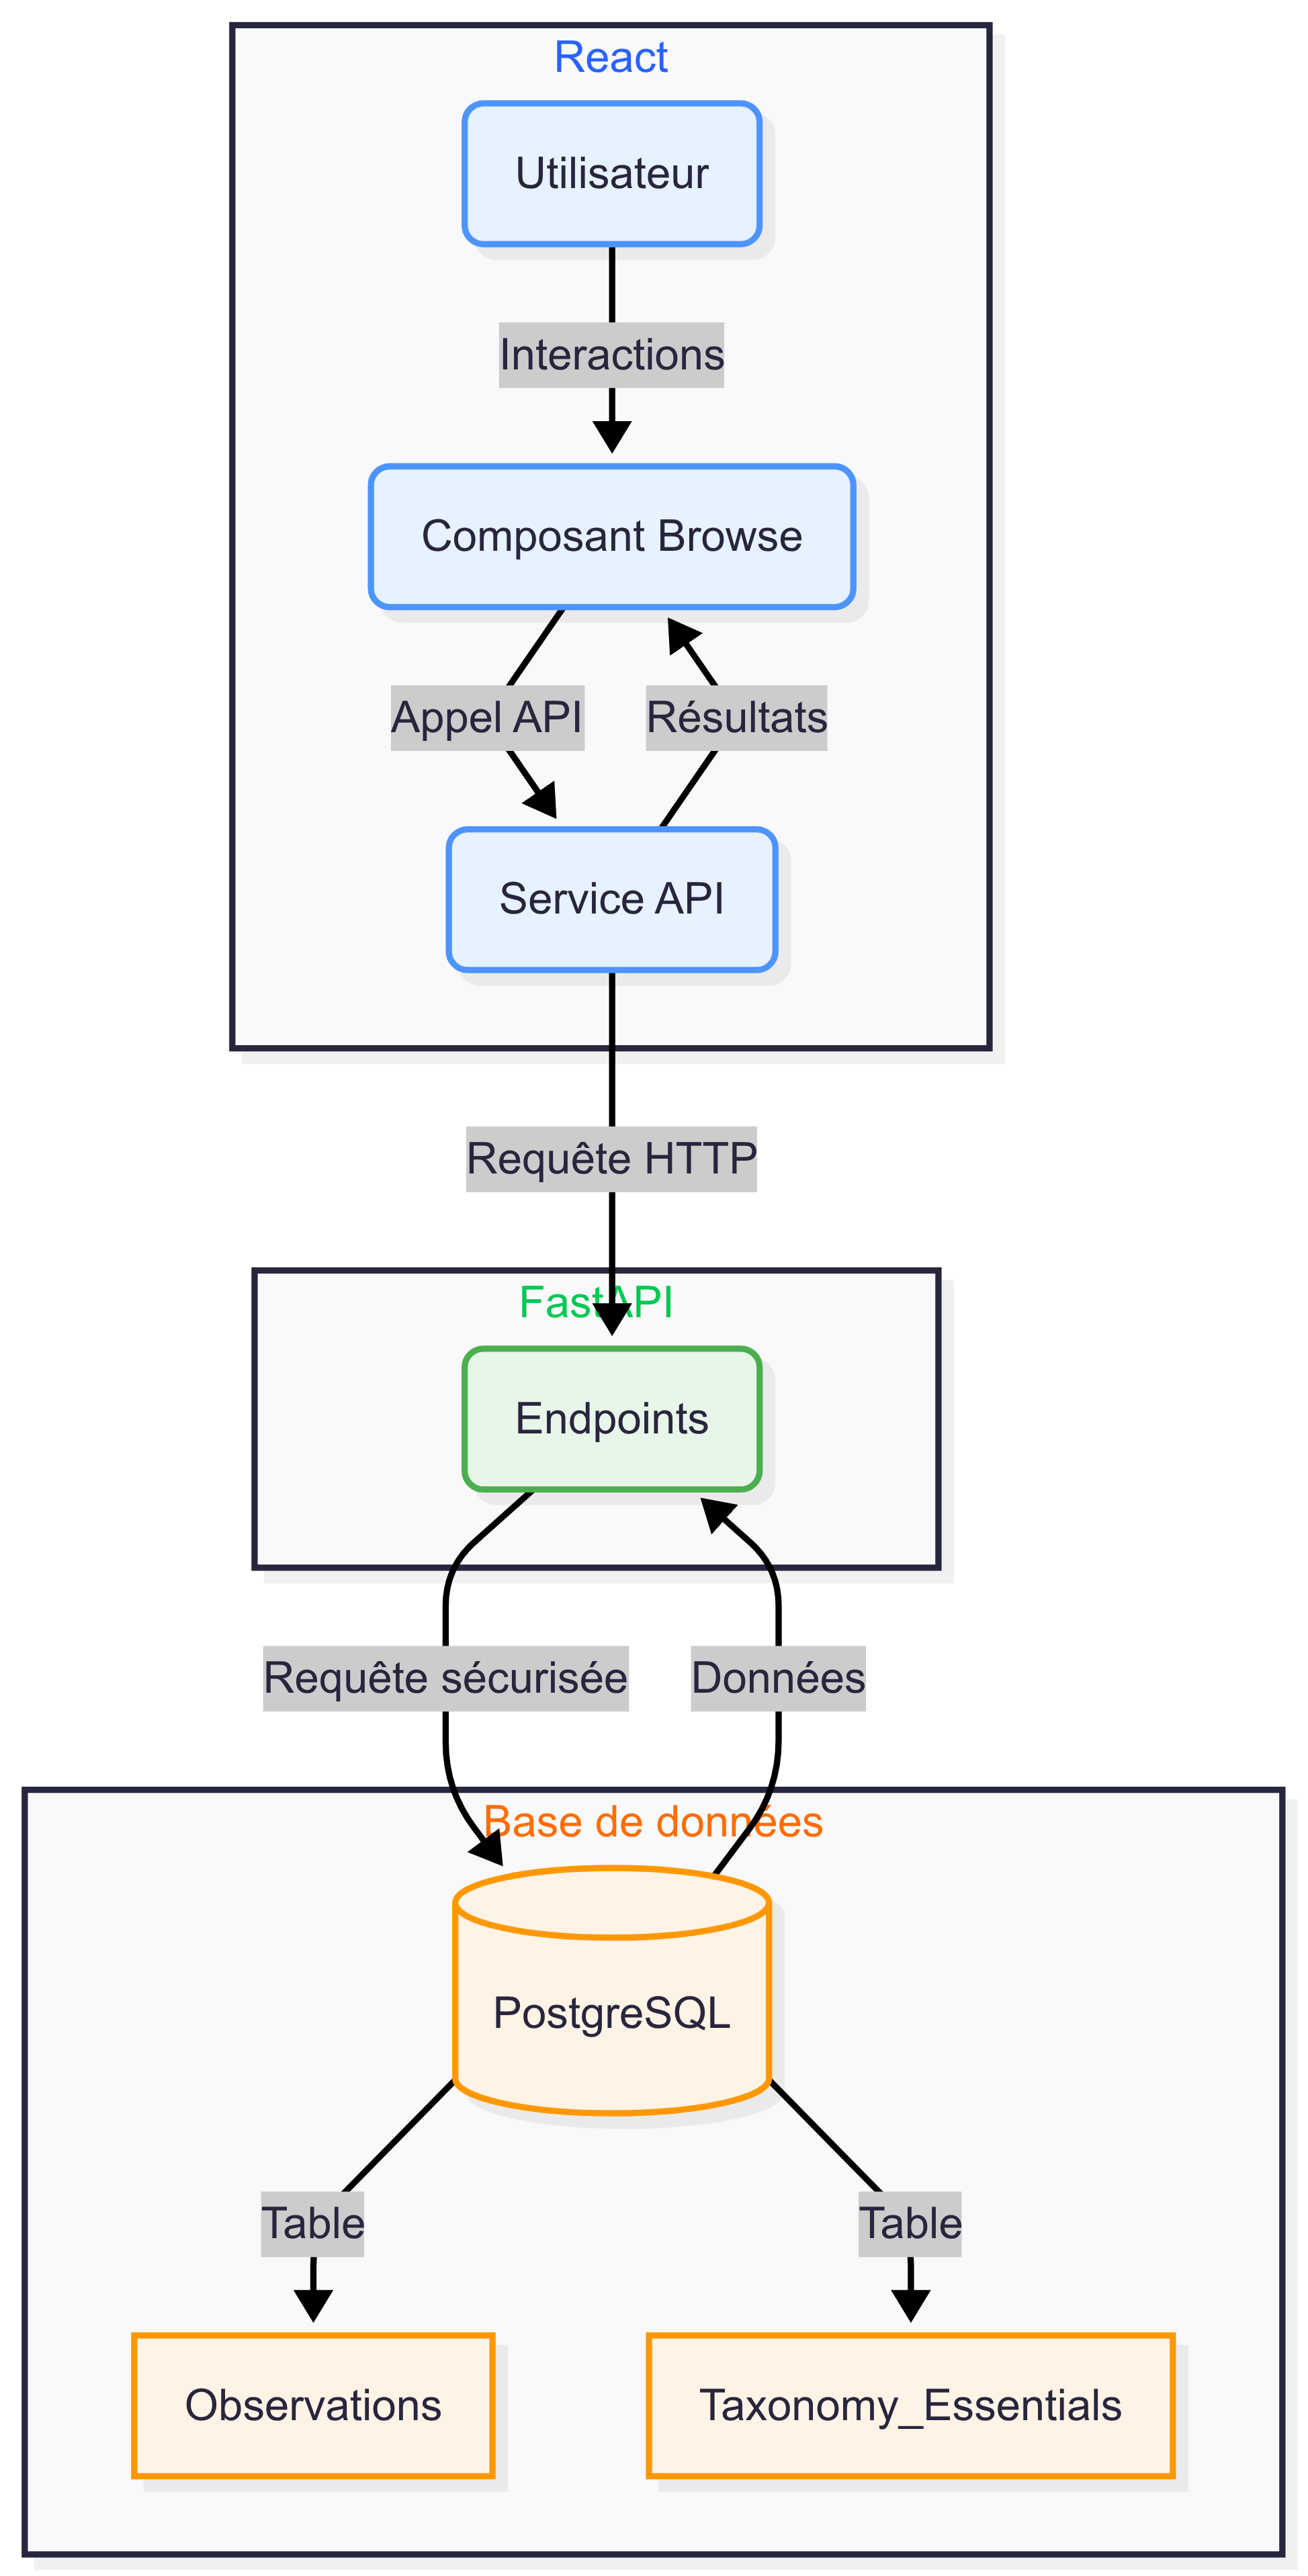 React
Utilisateur
Interactions
Composant Browse
Appel API
Résultats
Service API
Requête HTTP
FastAPI
Endpoints
Requête sécurisée
Données
Base de données
PostgreSQL
Table
Table
Observations
Taxonomy_Essentials